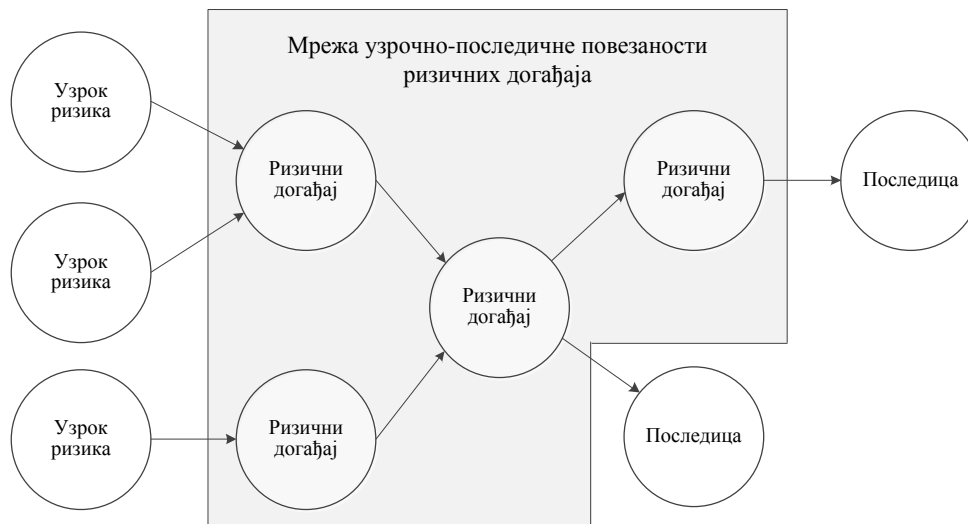 Мрежа узрочно-последичне повезаности
ризичних догађаја
Узрок
ризика
Ризични
догађај
Ризични
догађај
Последица
Узрок
ризика
Ризични
догађај
Узрок
ризика
Ризични
догађај
Последица